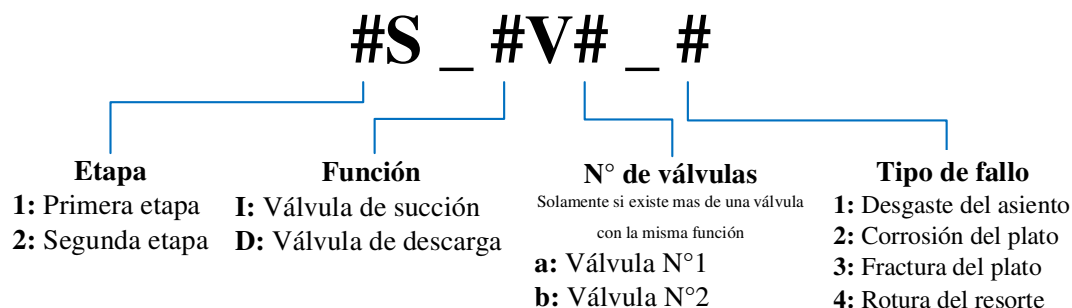 #S _ #V# _ #
Etapa
1: Primera etapa
2: Segunda etapa
Función
I: Válvula de succión
D: Válvula de descarga
N° de válvulas
Solamente si existe mas de una válvula
con la misma función
a: Válvula N°1
b: Válvula N°2
Tipo de fallo
1: Desgaste del asiento
2: Corrosión del plato
3: Fractura del plato
4: Rotura del resorte